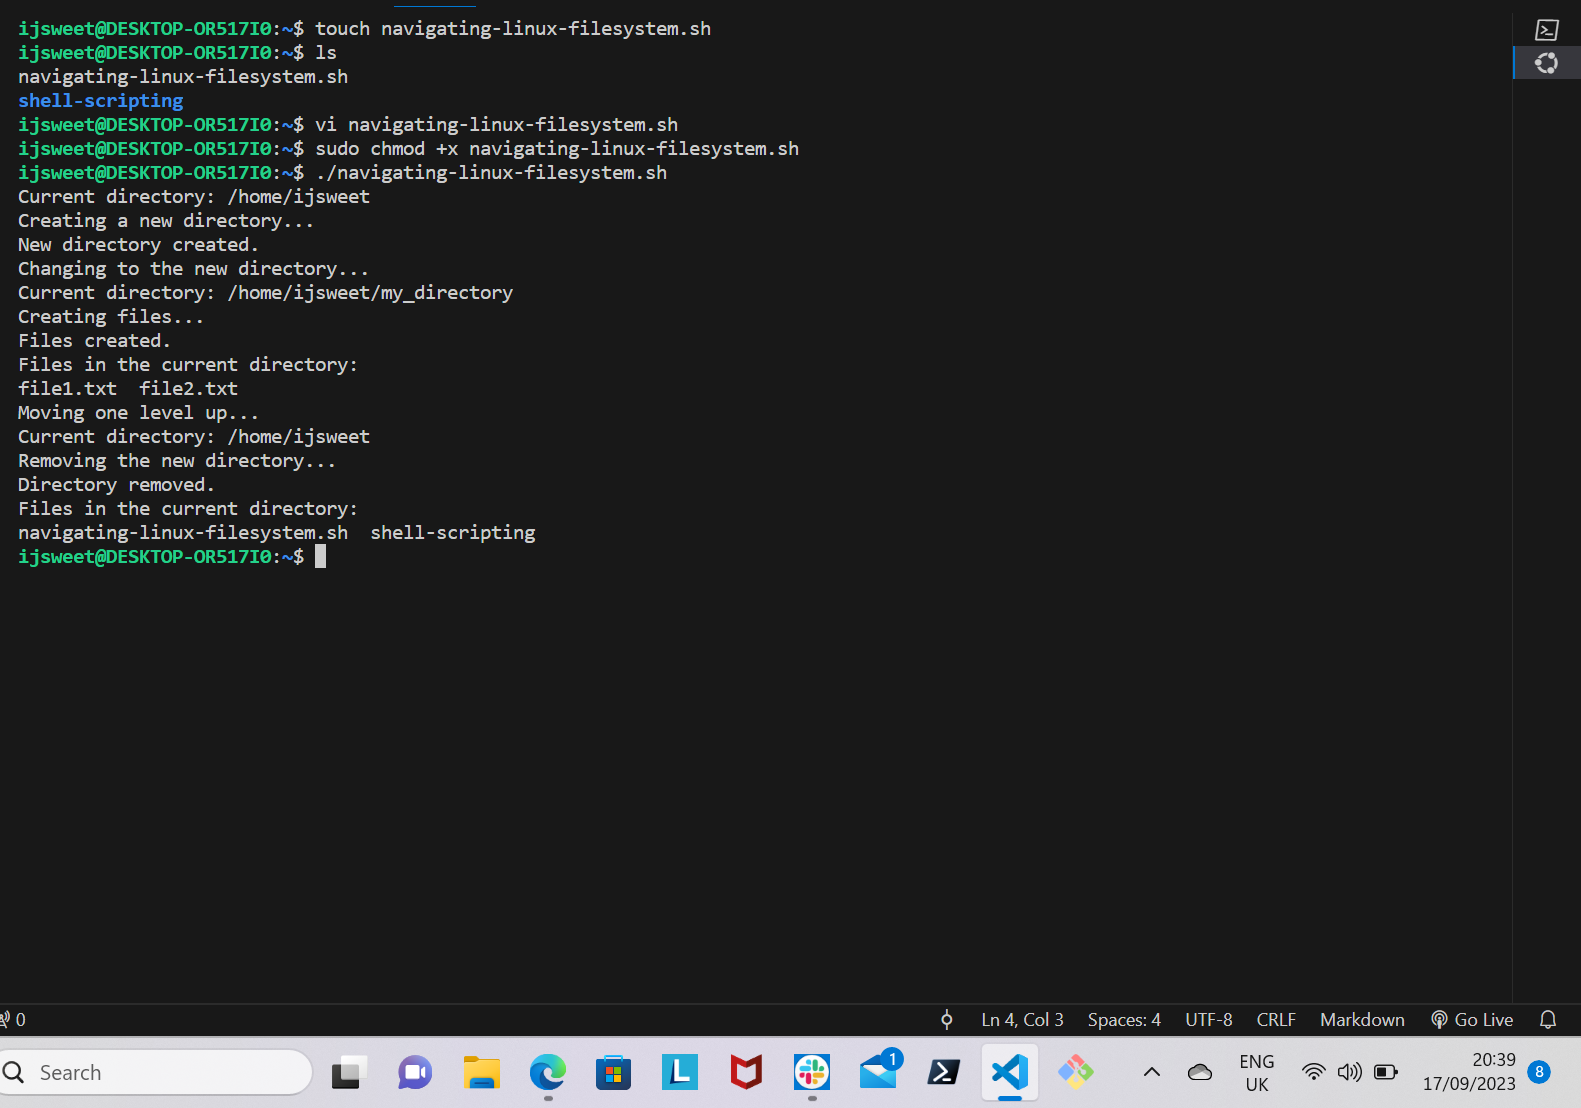 ijsweet@DESKTOP-OR517I0:~$ touch navigating-linux-filesystem.sh
ijsweet@DESKTOP-OR517I0:~$ ls
navigating-linux-filesystem.sh
shell-scripting
ijsweet@DESKTOP-OR517I0:~$ vi navigating-linux-filesystem.sh
ijsweet@DESKTOP-OR517I0:~$ sudo chmod +x navigating-linux-filesystem.sh
ijsweet@DESKTOP-OR517I0:~$ ./navigating-linux-filesystem.sh
Current directory: /home/ijsweet
Creating a new directory...
New directory created.
Changing to the new directory...
Current directory: /home/ijsweet/my_directory
Creating files...
Files created.
Files in the current directory:
file1.txt  file2.txt
Moving one level up...
Current directory: /home/ijsweet
Removing the new directory...
Directory removed.
Files in the current directory:
navigating-linux-filesystem.sh  shell-scripting
ijsweet@DESKTOP-OR517I0:~$
0 Ln 4, Col 3 Spaces: 4 UTF-8 CRLF Markdown Go Live
Search L 1 ENG 20:39
UK 17/09/2023 8